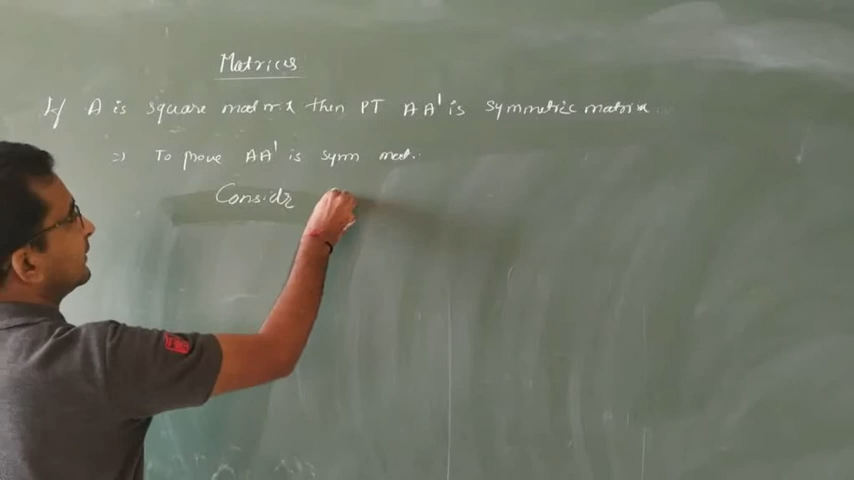 Matrices
If A is square matrix then PT AA' is symmetric matrix.
=> To prove AA' is symm mat.
Consider